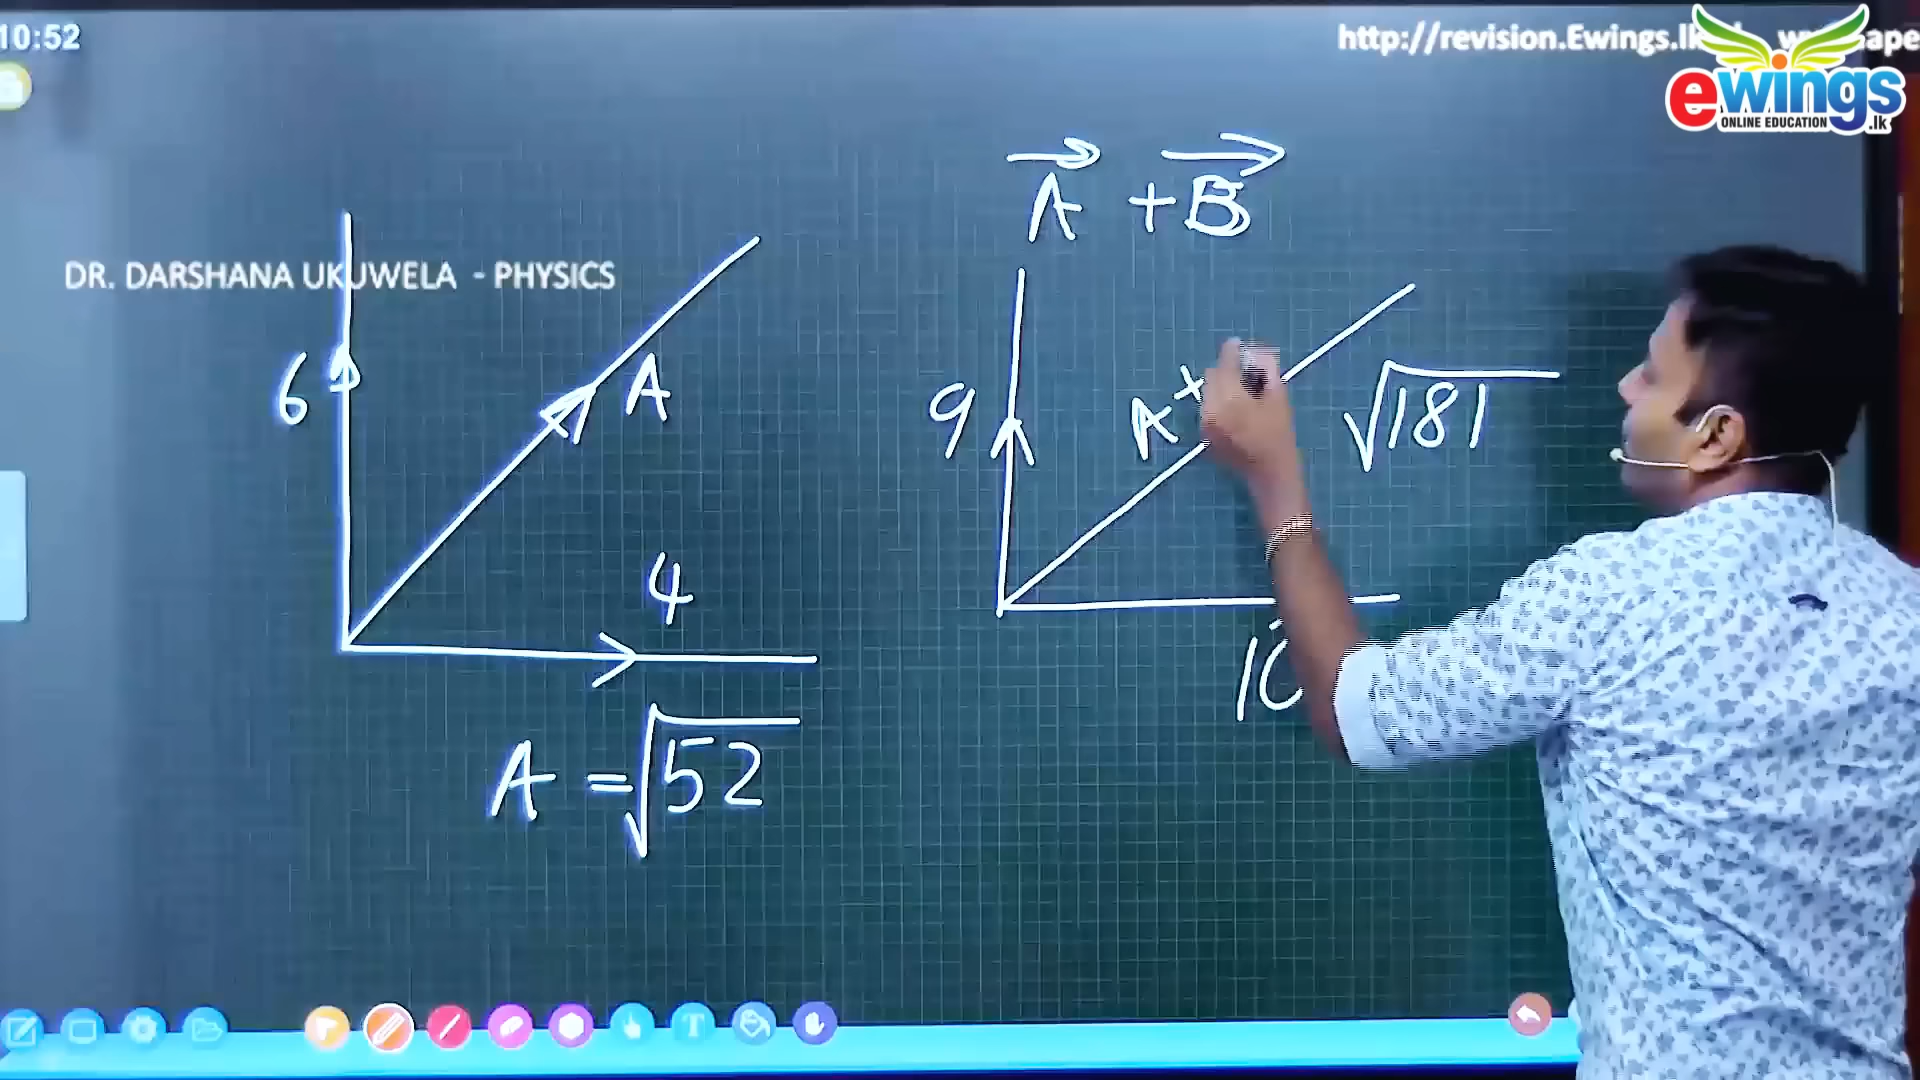 10:52
http://revision.Ewings.lk
ewings
ONLINE EDUCATION
.lk
A + B
DR. DARSHANA UKUWELA - PHYSICS
6
A
9
A +
√181
4
10
A = √52
T